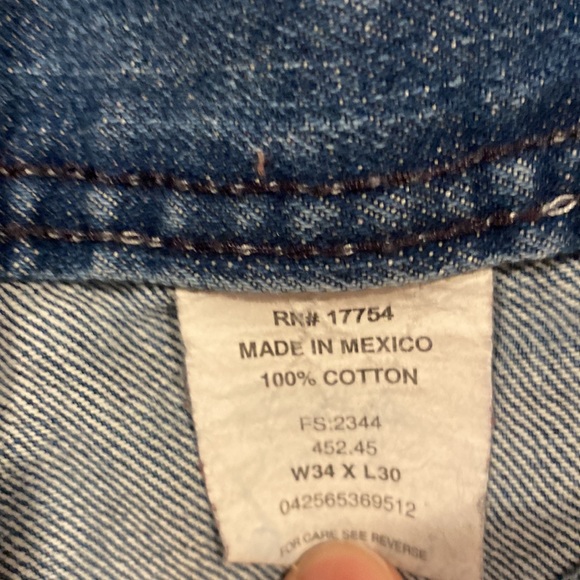 RN# 17754
MADE IN MEXICO
100% COTTON
FS:2344
452.45
W34 X L30
042565369512
FOR CARE SEE REVERSE